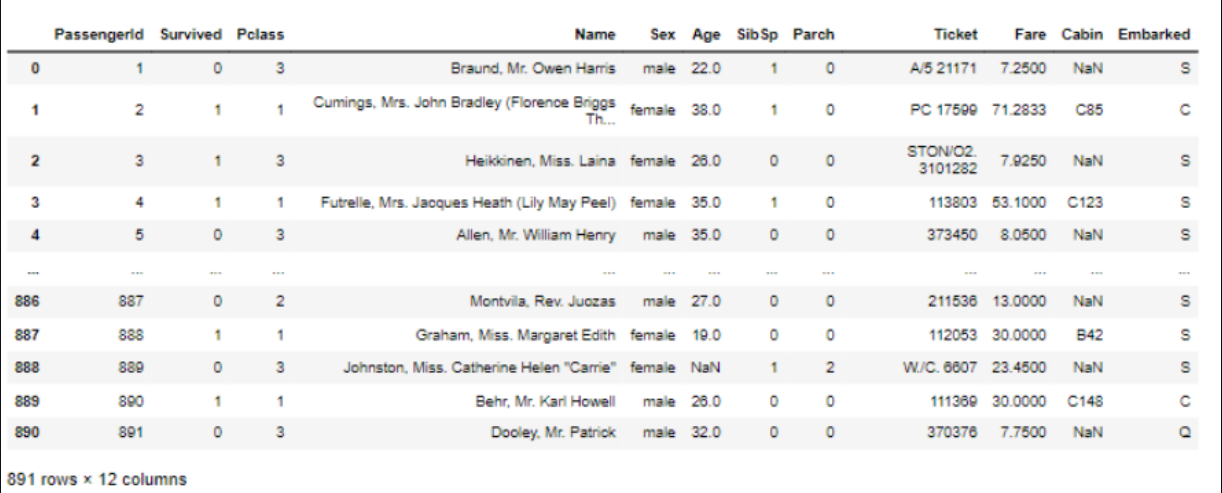 PassengerId Survived Pclass Name Sex Age SibSp Parch Ticket Fare Cabin Embarked
0 1 0 3 Braund, Mr. Owen Harris male 22.0 1 0 A/5 21171 7.2500 NaN S
1 2 1 1 Cumings, Mrs. John Bradley (Florence Briggs Th... female 38.0 1 0 PC 17599 71.2833 C85 C
2 3 1 3 Heikkinen, Miss. Laina female 26.0 0 0 STON/O2. 3101282 7.9250 NaN S
3 4 1 1 Futrelle, Mrs. Jacques Heath (Lily May Peel) female 35.0 1 0 113803 53.1000 C123 S
4 5 0 3 Allen, Mr. William Henry male 35.0 0 0 373450 8.0500 NaN S
... ... ... ... ... ... ... ... ... ... ... ... ...
886 887 0 2 Montvila, Rev. Juozas male 27.0 0 0 211536 13.0000 NaN S
887 888 1 1 Graham, Miss. Margaret Edith female 19.0 0 0 112053 30.0000 B42 S
888 889 0 3 Johnston, Miss. Catherine Helen "Carrie" female NaN 1 2 W./C. 6607 23.4500 NaN S
889 890 1 1 Behr, Mr. Karl Howell male 26.0 0 0 111369 30.0000 C148 C
890 891 0 3 Dooley, Mr. Patrick male 32.0 0 0 370376 7.7500 NaN Q
891 rows × 12 columns